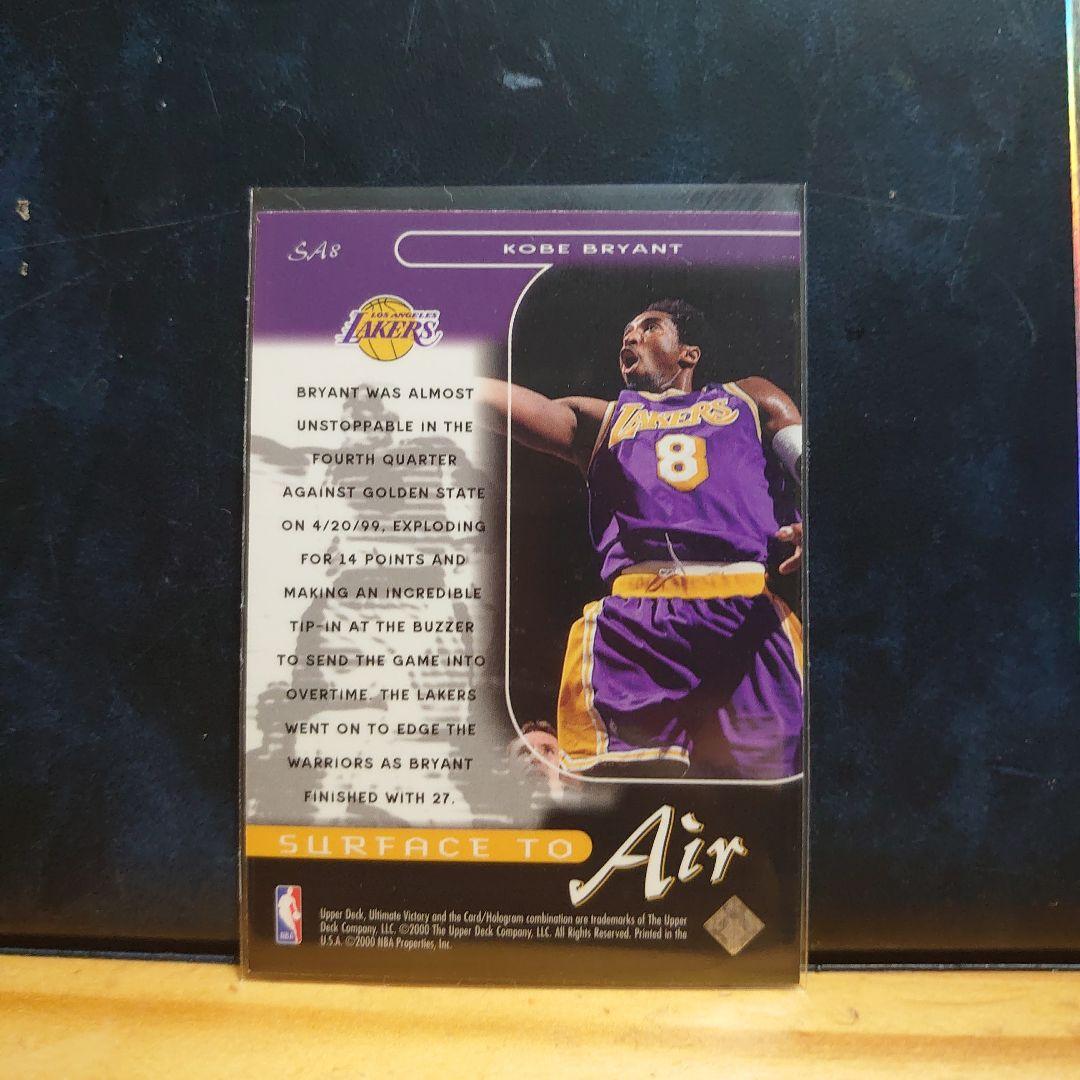 SA8
KOBE BRYANT
LOS ANGELES
LAKERS
BRYANT WAS ALMOST
UNSTOPPABLE IN THE
FOURTH QUARTER
AGAINST GOLDEN STATE
ON 4/20/99, EXPLODING
FOR 14 POINTS AND
MAKING AN INCREDIBLE
TIP-IN AT THE BUZZER
TO SEND THE GAME INTO
OVERTIME. THE LAKERS
WENT ON TO EDGE THE
WARRIORS AS BRYANT
FINISHED WITH 27.
LAKERS
8
SURFACE TO Air
NBA
Upper Deck, Ultimate Victory and the Card/Hologram combination are trademarks of The Upper
Deck Company, LLC. ©2000 The Upper Deck Company, LLC. All Rights Reserved. Printed in the
U.S.A. ©2000 NBA Properties, Inc.